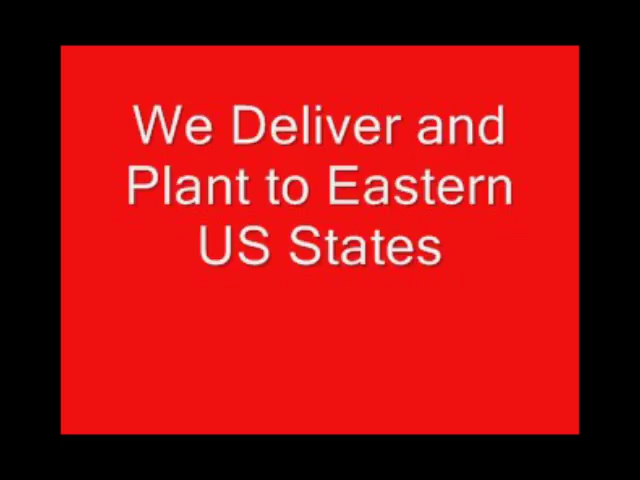 We Deliver and
Plant to Eastern
US States